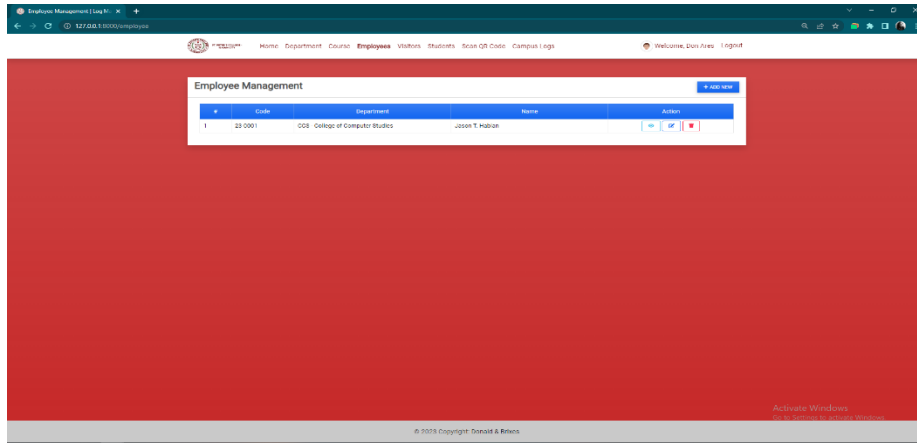 Employee Management | Log M
127.0.0.1:8000/employee
Home Department Course Employees Visitors Students Scan QR Code Campus Logs
Welcome, Don Ares Logout
Employee Management
+ ADD NEW
# Code Department Name Action
1 23-0001 CCS - College of Computer Studies Jason T. Hablan
Activate Windows
Go to Settings to activate Windows.
© 2023 Copyright: Donald & Brixes